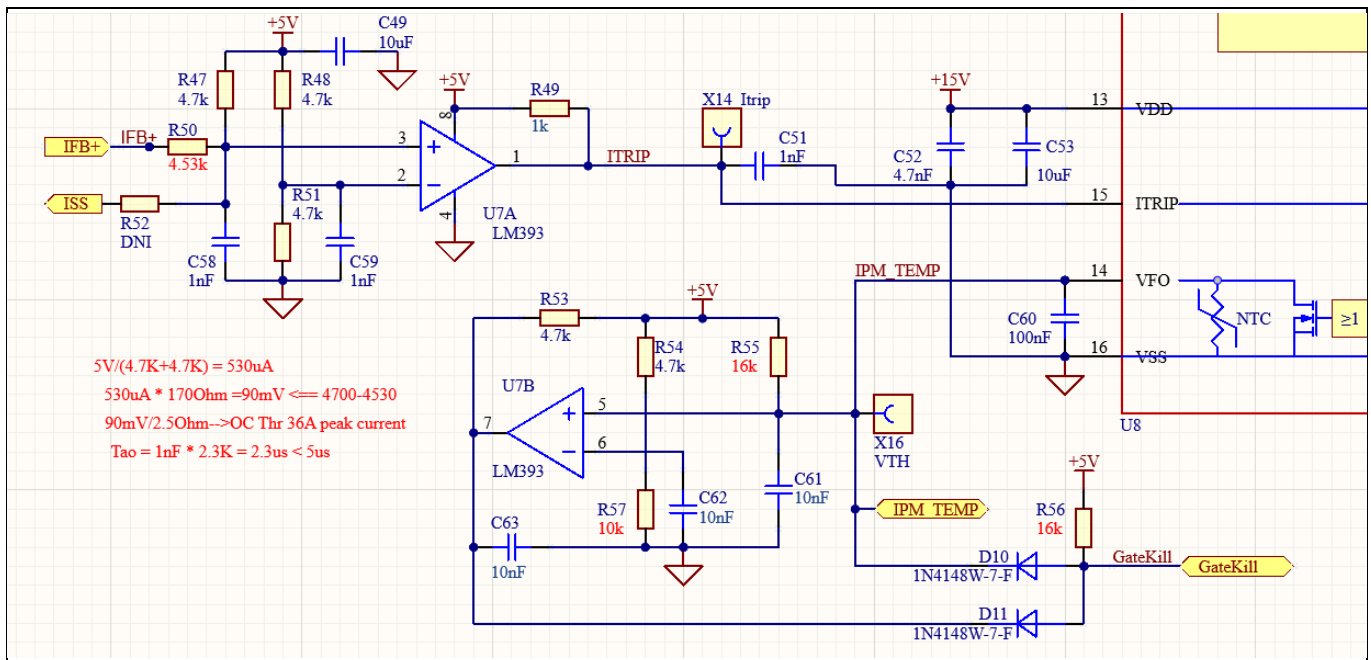 +5V
C49
10uF
R47
4.7k
R48
4.7k
+5V
R49
1k
8
X14 Itrip
+15V
13
VDD
IFB+
IFB+
R50
4.53k
3
2
1
4
ITRIP
C51
1nF
C52
4.7nF
C53
10uF
ISS
R52
DNI
R51
4.7k
U7A
LM393
15
ITRIP
C58
1nF
C59
1nF
IPM_TEMP
14
VFO
C60
100nF
NTC
≥1
16
VSS
U8
R53
4.7k
+5V
R54
4.7k
R55
16k
5V/(4.7K+4.7K) = 530uA
530uA * 170Ohm =90mV <== 4700-4530
90mV/2.5Ohm-->OC Thr 36A peak current
Tao = 1nF * 2.3K = 2.3us < 5us
U7B
7
5
6
LM393
X16
VTH
C61
10nF
C62
10nF
R57
10k
C63
10nF
IPM_TEMP
+5V
R56
16k
D10
1N4148W-7-F
GateKill
GateKill
D11
1N4148W-7-F